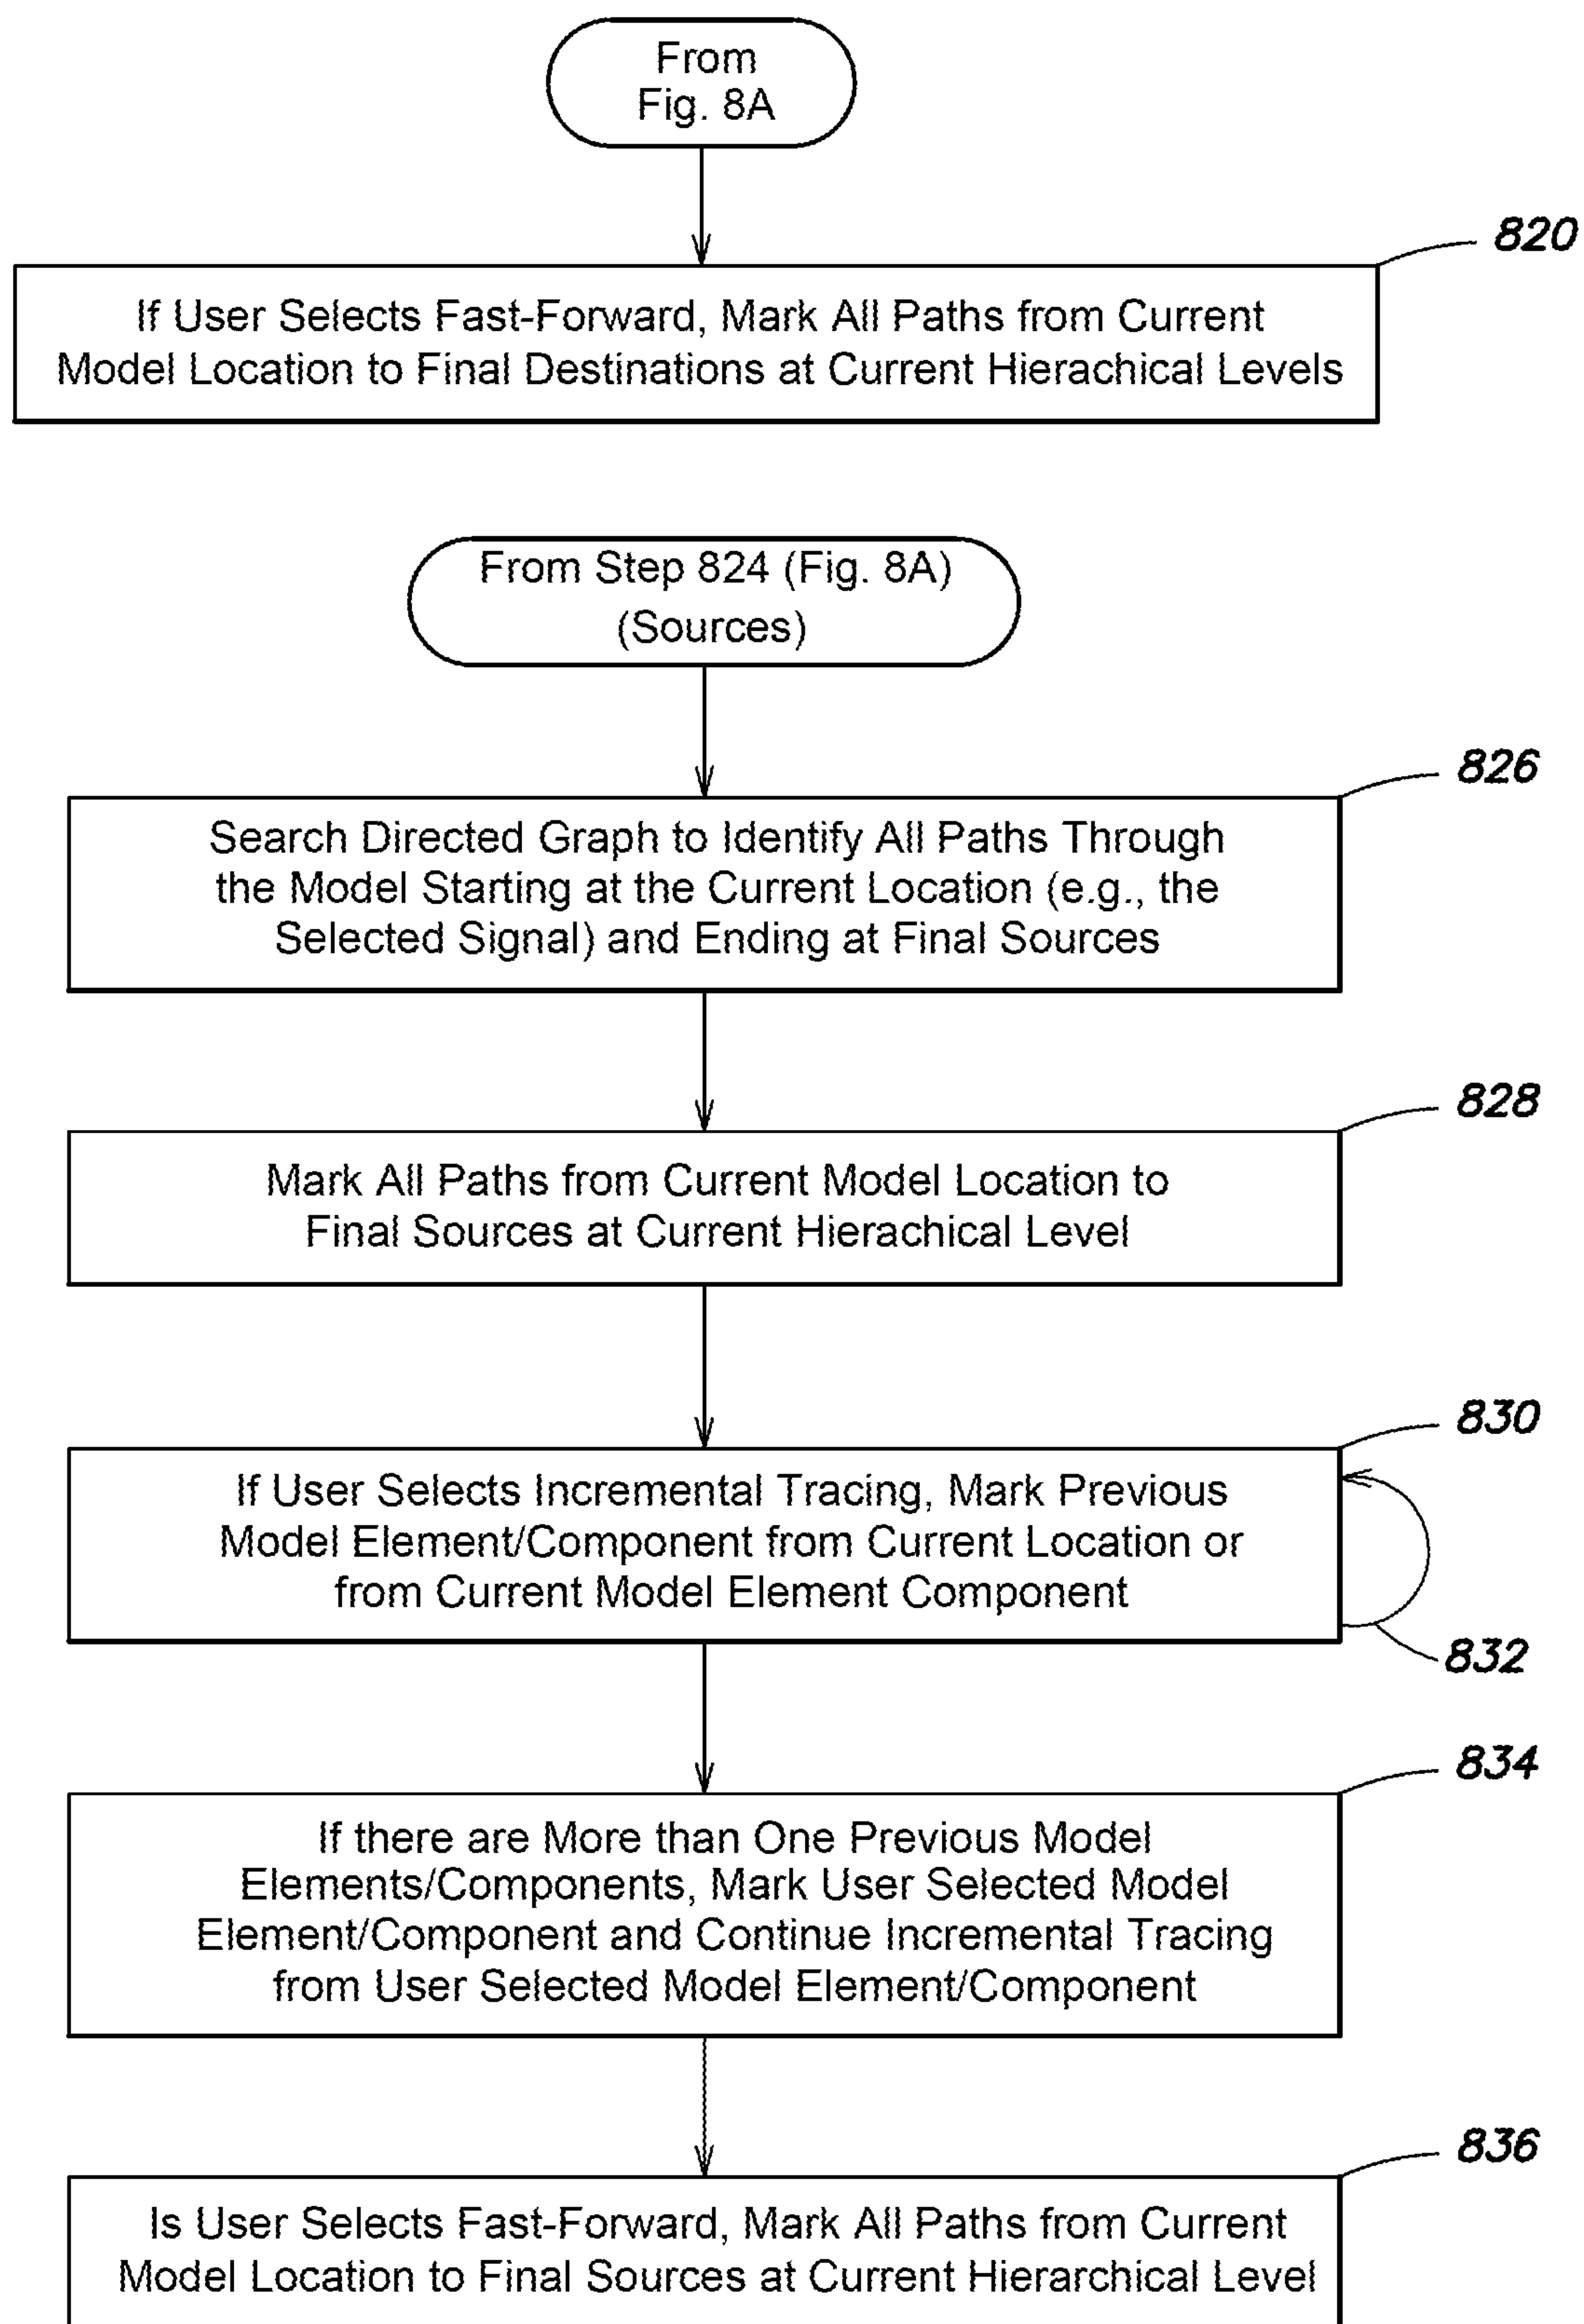 From
Fig. 8A
820
If User Selects Fast-Forward, Mark All Paths from Current
Model Location to Final Destinations at Current Hierachical Levels
From Step 824 (Fig. 8A)
(Sources)
826
Search Directed Graph to Identify All Paths Through
the Model Starting at the Current Location (e.g., the
Selected Signal) and Ending at Final Sources
828
Mark All Paths from Current Model Location to
Final Sources at Current Hierachical Level
830
If User Selects Incremental Tracing, Mark Previous
Model Element/Component from Current Location or
from Current Model Element Component
832
834
If there are More than One Previous Model
Elements/Components, Mark User Selected Model
Element/Component and Continue Incremental Tracing
from User Selected Model Element/Component
836
Is User Selects Fast-Forward, Mark All Paths from Current
Model Location to Final Sources at Current Hierarchical Level